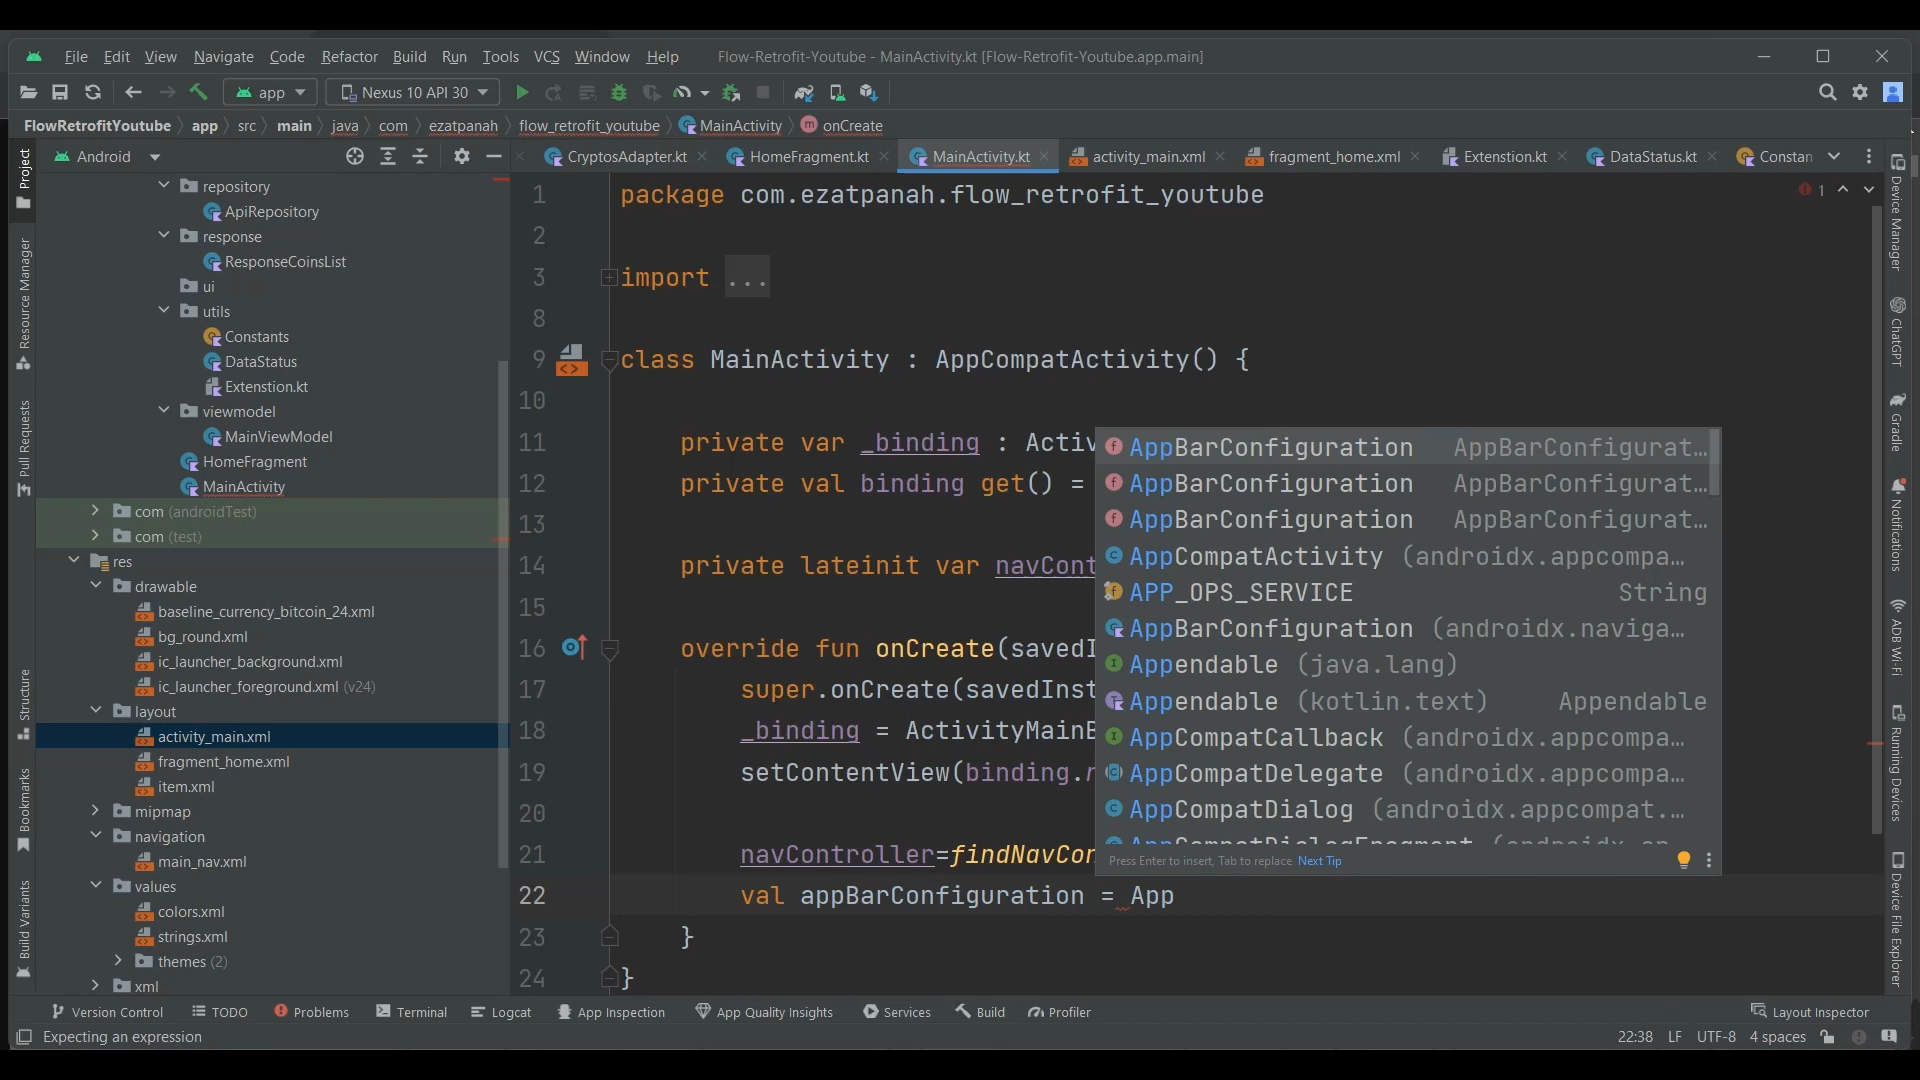 File Edit View Navigate Code Refactor Build Run Tools VCS Window Help Flow-Retrofit-Youtube - MainActivity.kt [Flow-Retrofit-Youtube.app.main]
app Nexus 10 API 30
FlowRetrofitYoutube app src main java com ezatpanah flow_retrofit_youtube MainActivity onCreate
Android
CryptosAdapter.kt HomeFragment.kt MainActivity.kt activity_main.xml fragment_home.xml Extenstion.kt DataStatus.kt Constan
Project
Resource Manager
Pull Requests
Structure
Bookmarks
Build Variants
repository
ApiRepository
response
ResponseCoinsList
ui
utils
Constants
DataStatus
Extenstion.kt
viewmodel
MainViewModel
HomeFragment
MainActivity
com (androidTest)
com (test)
res
drawable
baseline_currency_bitcoin_24.xml
bg_round.xml
ic_launcher_background.xml
ic_launcher_foreground.xml (v24)
layout
activity_main.xml
fragment_home.xml
item.xml
mipmap
navigation
main_nav.xml
values
colors.xml
strings.xml
themes (2)
xml
1 package com.ezatpanah.flow_retrofit_youtube
1
2
3 import ...
8
9 class MainActivity : AppCompatActivity() {
10
11 private var _binding : Activ
12 private val binding get() =
13
14 private lateinit var navCont
15
16 override fun onCreate(savedI
17 super.onCreate(savedInst
18 _binding = ActivityMainB
19 setContentView(binding.r
20
21 navController=findNavCon
22 val appBarConfiguration = App
23 }
24 }
AppBarConfiguration AppBarConfigurat…
AppBarConfiguration AppBarConfigurat…
AppBarConfiguration AppBarConfigurat…
AppCompatActivity (androidx.appcompa…
APP_OPS_SERVICE String
AppBarConfiguration (androidx.naviga…
Appendable (java.lang)
Appendable (kotlin.text) Appendable
AppCompatCallback (androidx.appcompa…
AppCompatDelegate (androidx.appcompa…
AppCompatDialog (androidx.appcompat.…
Press Enter to insert, Tab to replace Next Tip
Device Manager
ChatGPT
Gradle
Notifications
ADB Wi-Fi
Running Devices
Device File Explorer
Version Control TODO Problems Terminal Logcat App Inspection App Quality Insights Services Build Profiler Layout Inspector
Expecting an expression 22:38 LF UTF-8 4 spaces